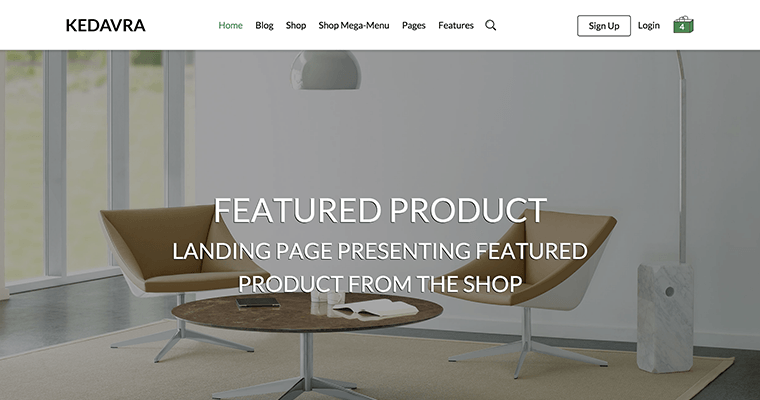 KEDAVRA
Home Blog Shop Shop Mega-Menu Pages Features
Sign Up Login 4
FEATURED PRODUCT
LANDING PAGE PRESENTING FEATURED
PRODUCT FROM THE SHOP